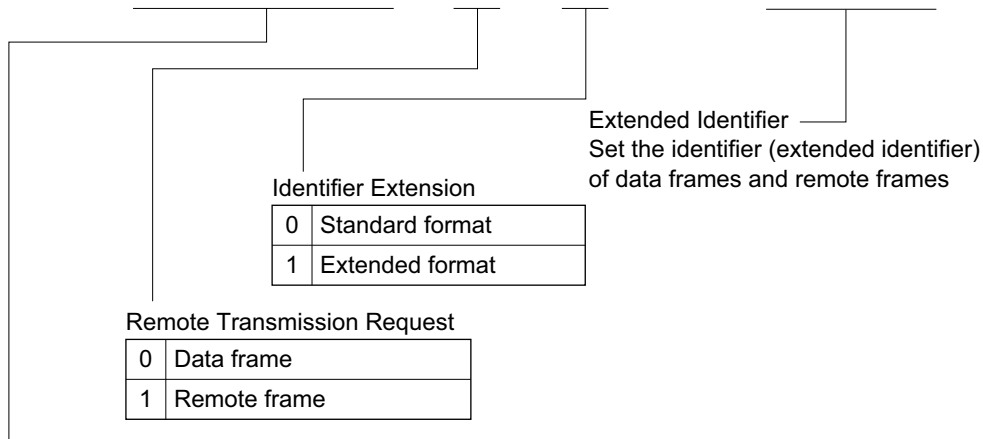 Extended Identifier
Set the identifier (extended identifier)
of data frames and remote frames
Identifier Extension
0 Standard format
1 Extended format
Remote Transmission Request
0 Data frame
1 Remote frame